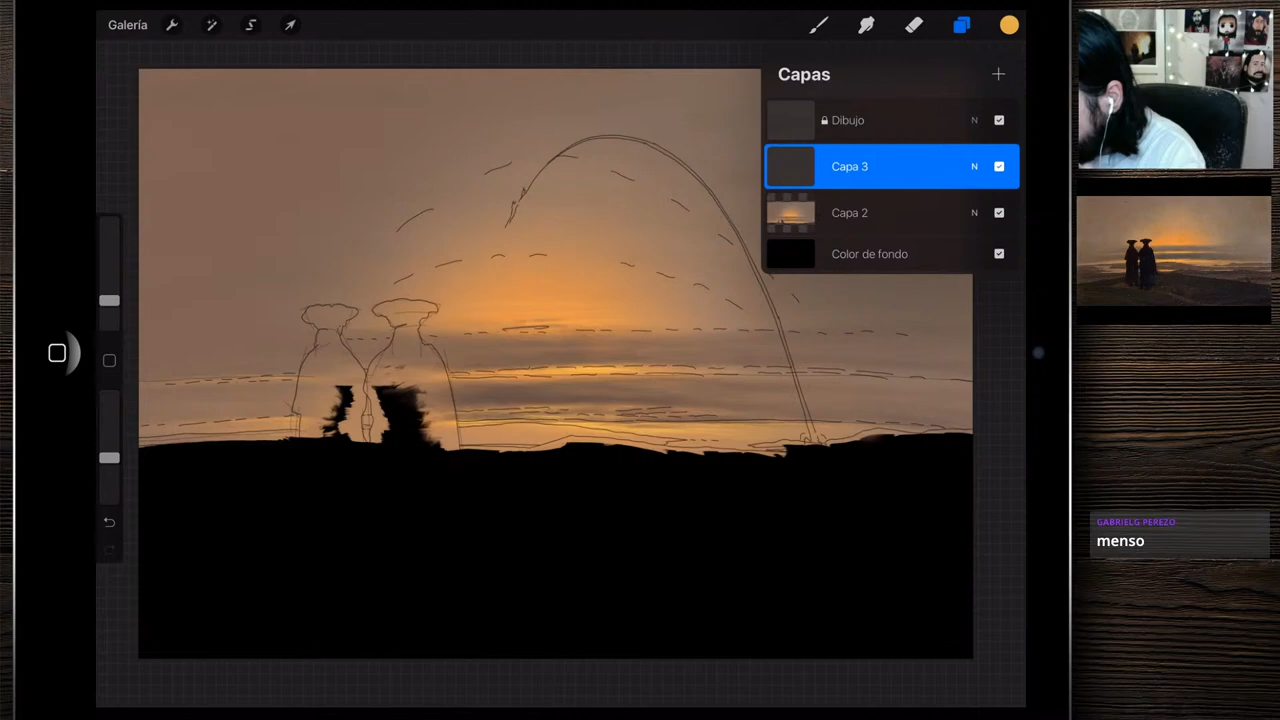 Galería
Capas
Dibujo
N
Capa 3
N
Capa 2
N
Color de fondo
GABRIELG PEREZO
menso